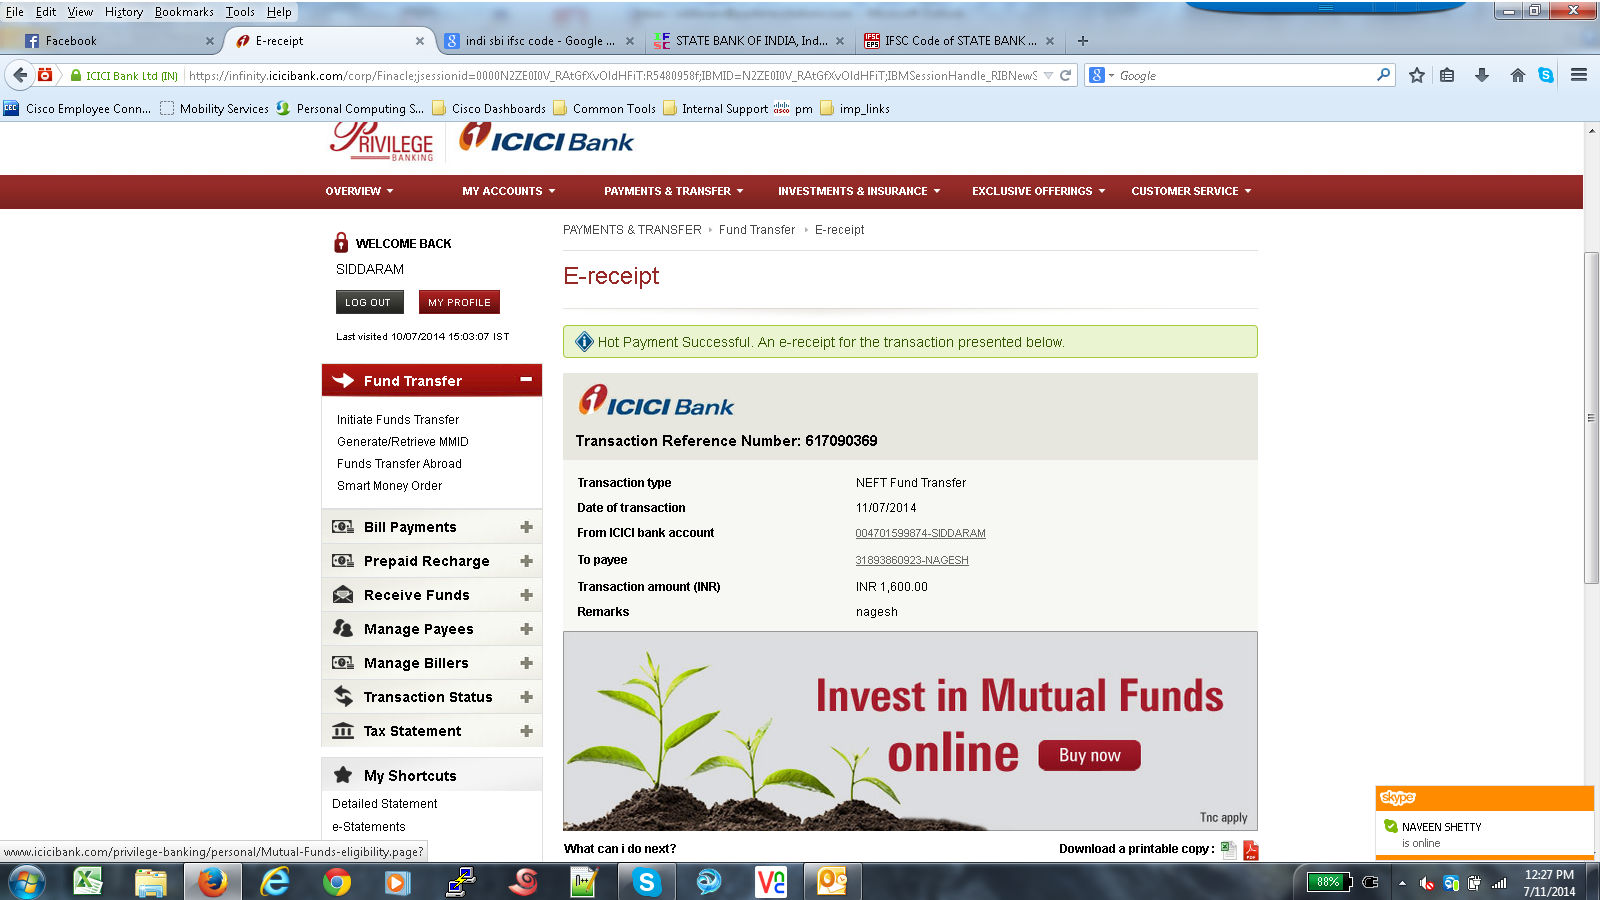 File Edit View History Bookmarks Tools Help
Facebook
E-receipt
indi sbi ifsc code - Google ...
STATE BANK OF INDIA, Ind...
IFSC Code of STATE BANK ...
ICICI Bank Ltd (IN)
https://infinity.icicibank.com/corp/Finacle;jsessionid=0000N2ZE0I0V_RAtGfXvOldHFiT:R5480958f;IBMID=N2ZE0I0V_RAtGfXvOldHFiT;IBMSessionHandle_RIBNewS
Google
Cisco Employee Conn...
Mobility Services
Personal Computing S...
Cisco Dashboards
Common Tools
Internal Support
pm
imp_links
PRIVILEGE
BANKING
ICICI Bank
OVERVIEW
MY ACCOUNTS
PAYMENTS & TRANSFER
INVESTMENTS & INSURANCE
EXCLUSIVE OFFERINGS
CUSTOMER SERVICE
WELCOME BACK
SIDDARAM
LOG OUT
MY PROFILE
Last visited 10/07/2014 15:03:07 IST
Fund Transfer
Initiate Funds Transfer
Generate/Retrieve MMID
Funds Transfer Abroad
Smart Money Order
Bill Payments
Prepaid Recharge
Receive Funds
Manage Payees
Manage Billers
Transaction Status
Tax Statement
My Shortcuts
Detailed Statement
e-Statements
PAYMENTS & TRANSFER Fund Transfer E-receipt
E-receipt
Hot Payment Successful. An e-receipt for the transaction presented below.
ICICI Bank
Transaction Reference Number: 617090369
Transaction type NEFT Fund Transfer
Date of transaction 11/07/2014
From ICICI bank account 004701599874-SIDDARAM
To payee 31893860923-NAGESH
Transaction amount (INR) INR 1,600.00
Remarks nagesh
Invest in Mutual Funds
online Buy now
Tnc apply
What can i do next?
Download a printable copy :
skype
NAVEEN SHETTY
is online
www.icicibank.com/privilege-banking/personal/Mutual-Funds-eligibility.page?
88%
12:27 PM
7/11/2014